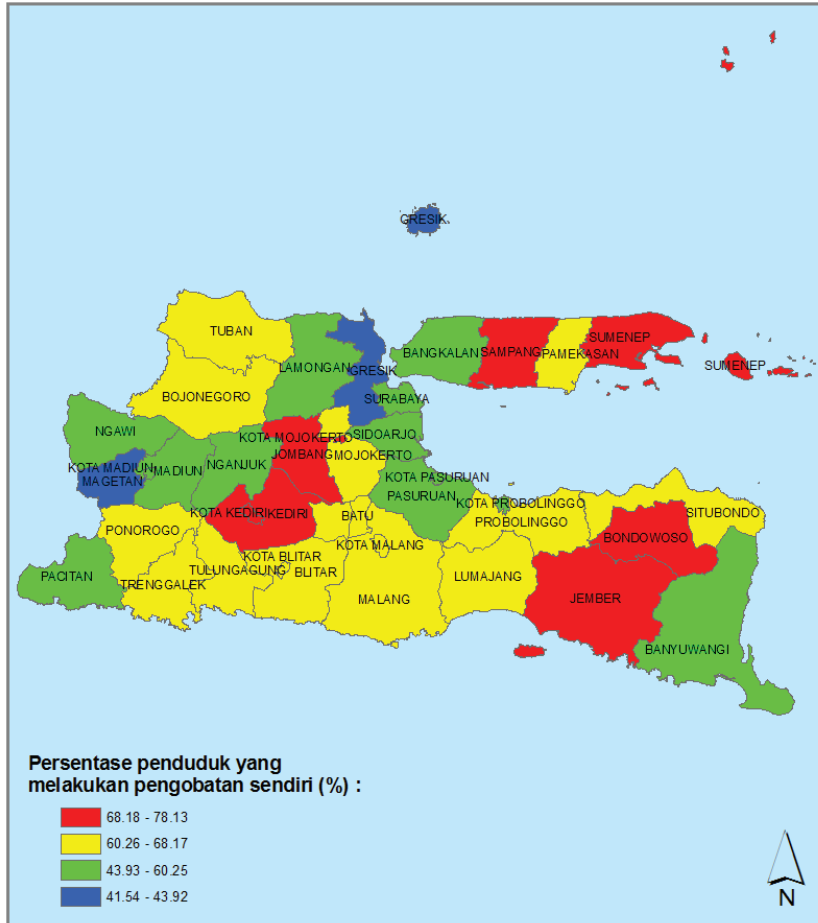 GRESIK
TUBAN
LAMONGAN
GRESIK
BANGKALAN
SAMPANG
PAMEKASAN
SUMENEP
SUMENEP
BOJONEGORO
SURABAYA
NGAWI
KOTA MOJOKERTO
SIDOARJO
KOTA MADIUN
MADIUN
NGANJUK
JOMBANG
MOJOKERTO
MAGETAN
KOTA PASURUAN
PASURUAN
KOTA KEDIRI
KEDIRI
BATU
KOTA PROBOLINGGO
PROBOLINGGO
SITUBONDO
PONOROGO
BONDOWOSO
KOTA MALANG
KOTA BLITAR
PACITAN
TRENGGALEK
TULUNGAGUNG
BLITAR
LUMAJANG
MALANG
JEMBER
BANYUWANGI
Persentase penduduk yang
melakukan pengobatan sendiri (%) :
68.18 - 78.13
60.26 - 68.17
43.93 - 60.25
41.54 - 43.92
N